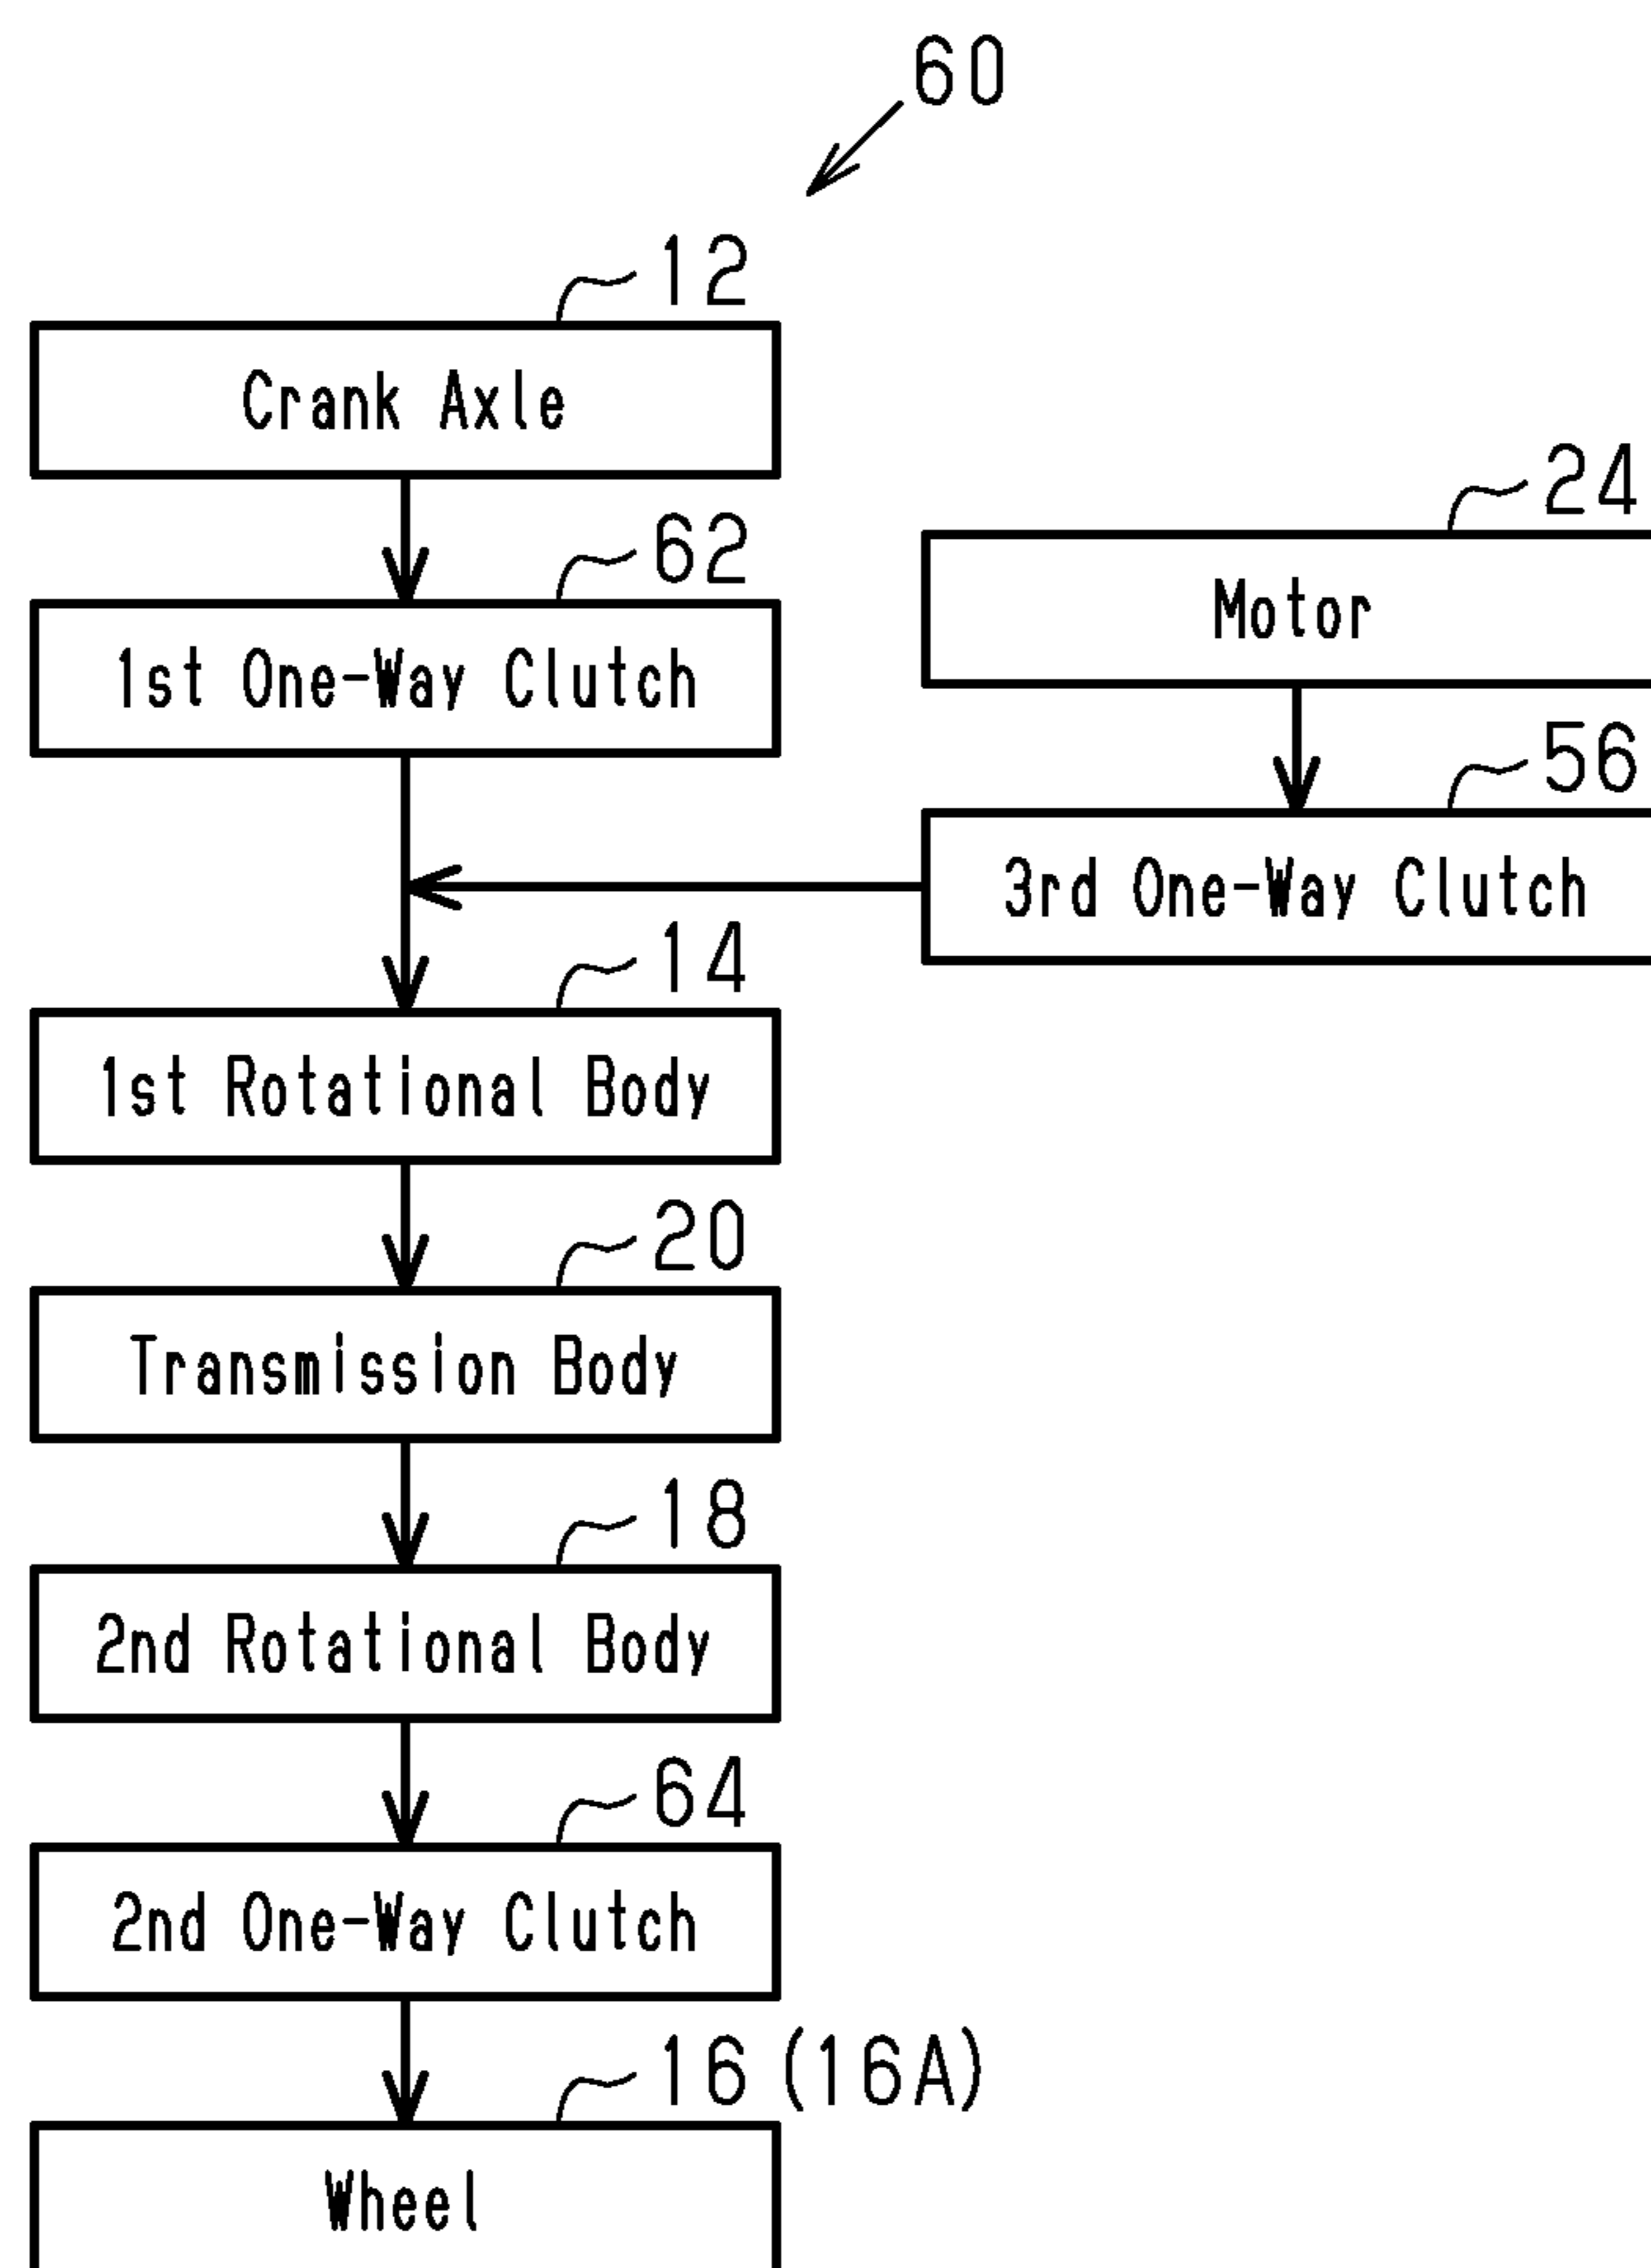 60
12
Crank Axle
24
62
Motor
1st One-Way Clutch
56
3rd One-Way Clutch
14
1st Rotational Body
20
Transmission Body
18
2nd Rotational Body
64
2nd One-Way Clutch
16 (16A)
Wheel